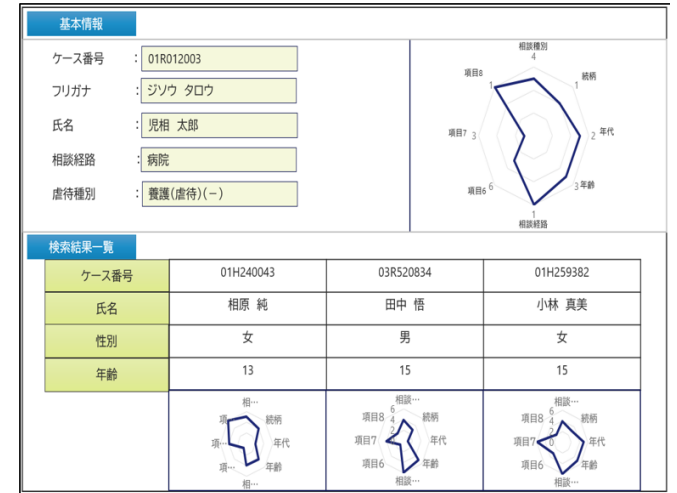 基本情報
ケース番号 : 01R012003
フリガナ : ジソウ タロウ
氏名 : 児相 太郎
相談経路 : 病院
虐待種別 : 養護(虐待)(−)
相談種別
4
項目8
1
続柄
1
項目7 3
2 年代
項目6 6
3 年齢
1
相談経路
検索結果一覧
ケース番号 01H240043 03R520834 01H259382
氏名 相原 純 田中 悟 小林 真美
性別 女 男 女
年齢 13 15 15
相…
項… 続柄
項… 年代
項… 年齢
相…
相談…
6
項目8 4 続柄
2
項目7 年代
項目6 年齢
相談…
相談…
6
項目8 4 続柄
2
項目7 0 年代
項目6 年齢
相談…